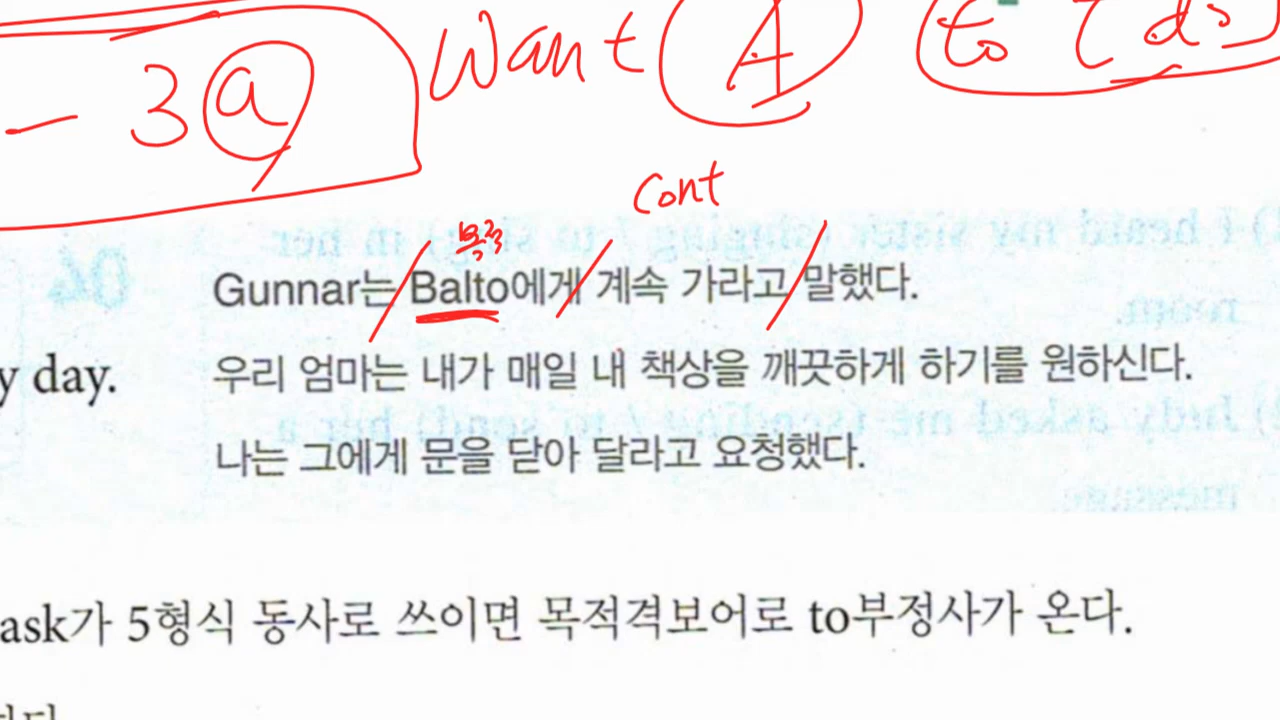 - 3 a want A to (do)
cont
목적
Gunnar는 / Balto에게 / 계속 가라고 / 말했다.
y day. 우리 엄마는 내가 매일 내 책상을 깨끗하게 하기를 원하신다.
나는 그에게 문을 닫아 달라고 요청했다.
ask가 5형식 동사로 쓰이면 목적격보어로 to부정사가 온다.